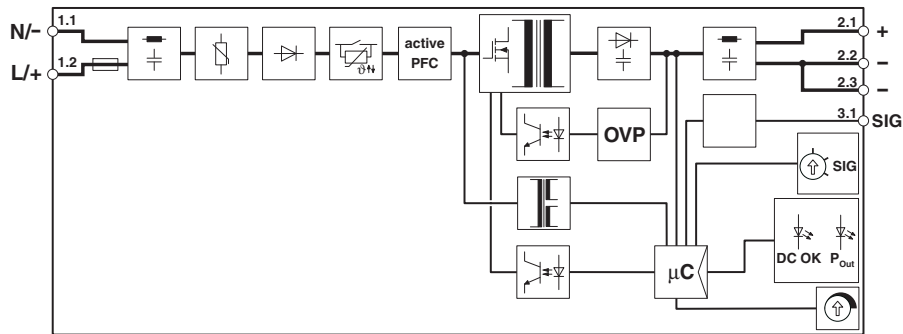 N/− 1.1
L/+ 1.2
active
PFC
2.1 +
2.2 −
2.3 −
3.1 SIG
OVP
SIG
ϑ
µC
DC OK P Out